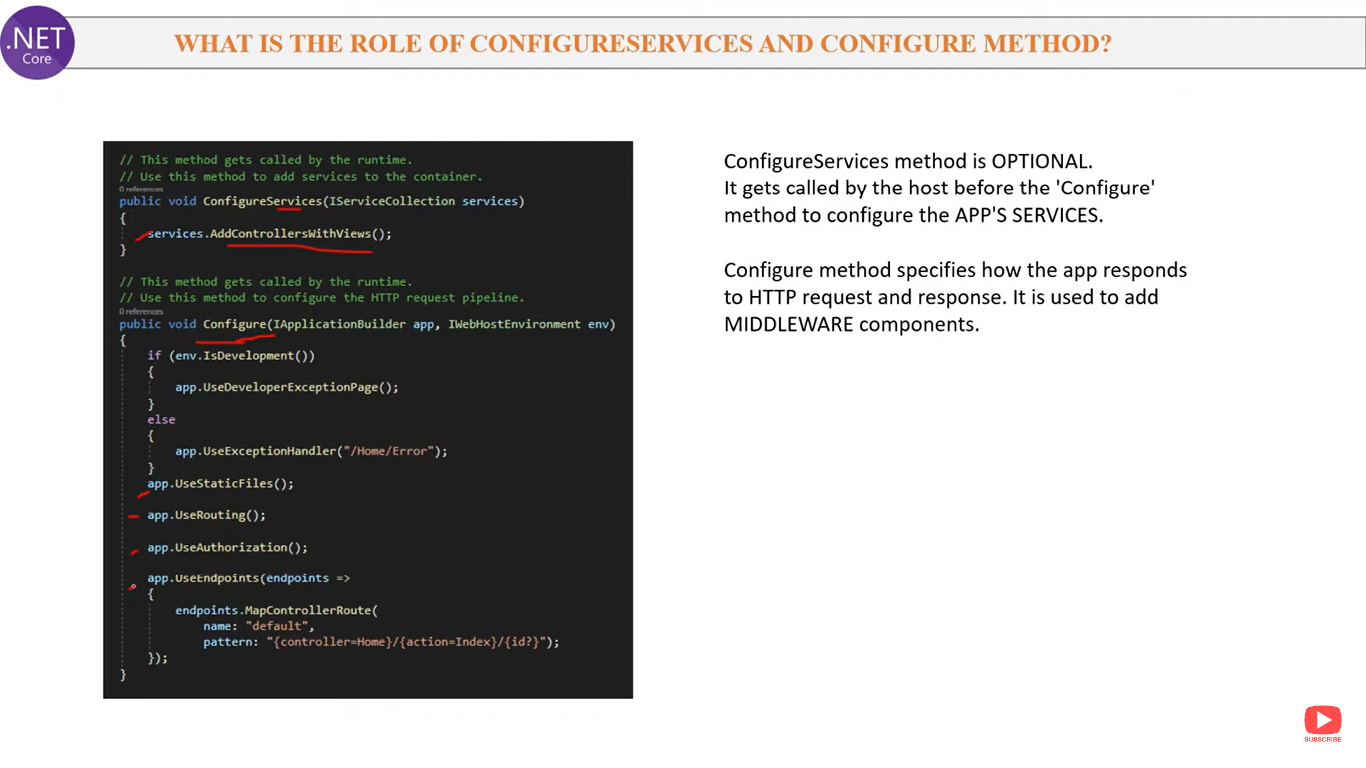 .NET
Core
WHAT IS THE ROLE OF CONFIGURESERVICES AND CONFIGURE METHOD?
// This method gets called by the runtime.
// Use this method to add services to the container.
0 references
public void ConfigureServices(IServiceCollection services)
{
services.AddControllersWithViews();
}
// This method gets called by the runtime.
// Use this method to configure the HTTP request pipeline.
0 references
public void Configure(IApplicationBuilder app, IWebHostEnvironment env)
{
if (env.IsDevelopment())
{
app.UseDeveloperExceptionPage();
}
else
{
app.UseExceptionHandler("/Home/Error");
}
app.UseStaticFiles();
app.UseRouting();
app.UseAuthorization();
app.UseEndpoints(endpoints =>
{
endpoints.MapControllerRoute(
name: "default",
pattern: "{controller=Home}/{action=Index}/{id?}");
});
}
ConfigureServices method is OPTIONAL.
It gets called by the host before the 'Configure'
method to configure the APP'S SERVICES.
Configure method specifies how the app responds
to HTTP request and response. It is used to add
MIDDLEWARE components.
SUBSCRIBE